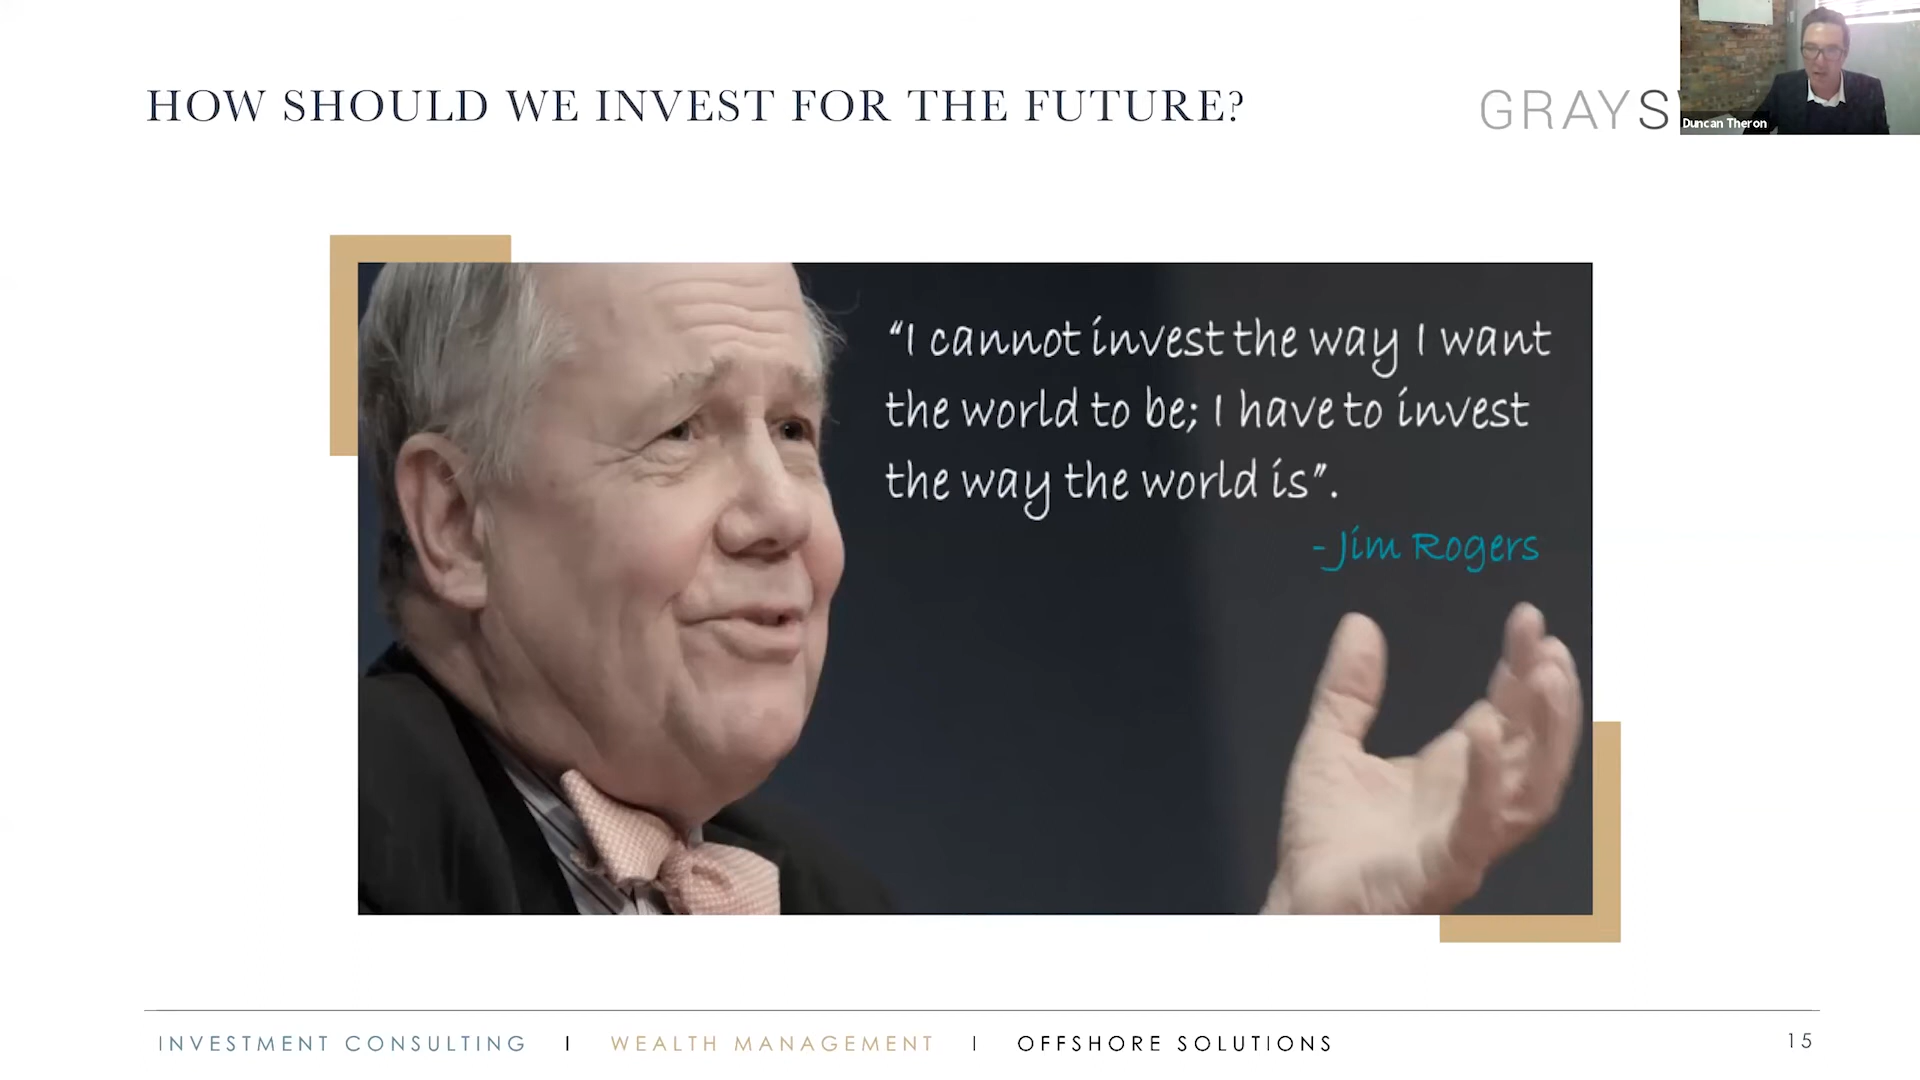 HOW SHOULD WE INVEST FOR THE FUTURE?
GRAYS
Duncan Theron
“I cannot invest the way I want
the world to be; I have to invest
the way the world is”.
- Jim Rogers
INVESTMENT CONSULTING I WEALTH MANAGEMENT I OFFSHORE SOLUTIONS
15